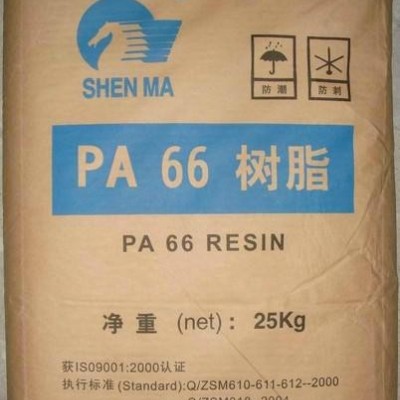 SHEN MA
防潮 防刺
PA 66 树脂
PA 66 RESIN
净重 (net): 25Kg
获IS09001:2000认证
执行标准 (Standard):Q/ZSM610-611-612--2000